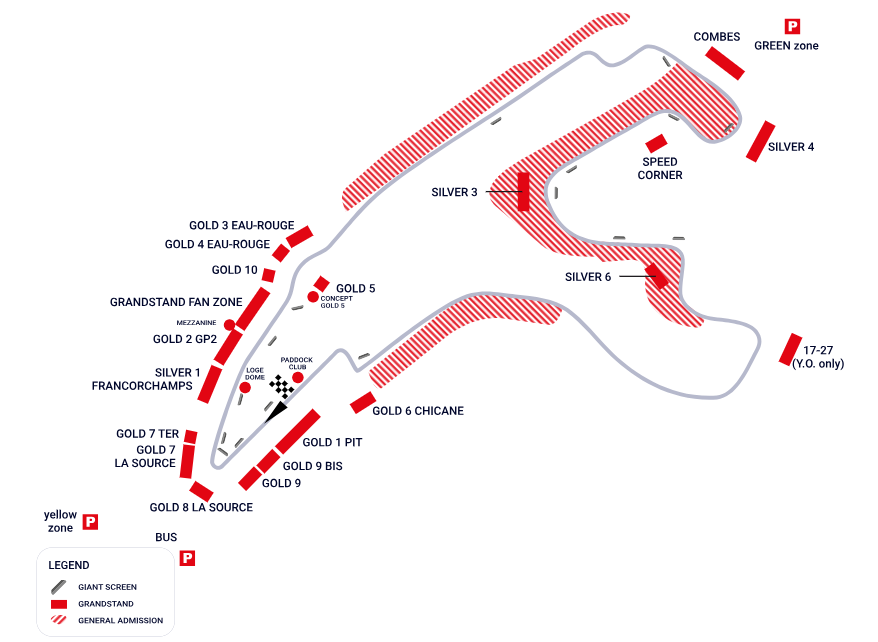 COMBES
P
GREEN zone
SILVER 4
SPEED
CORNER
SILVER 3
GOLD 3 EAU-ROUGE
GOLD 4 EAU-ROUGE
GOLD 10
SILVER 6
GOLD 5
CONCEPT
GOLD 5
GRANDSTAND FAN ZONE
MEZZANINE
GOLD 2 GP2
17-27
(Y.O. only)
PADDOCK
CLUB
LOGE
DOME
SILVER 1
FRANCORCHAMPS
GOLD 6 CHICANE
GOLD 7 TER
GOLD 7
LA SOURCE
GOLD 1 PIT
GOLD 9 BIS
GOLD 9
GOLD 8 LA SOURCE
yellow
zone
P
BUS
P
LEGEND
GIANT SCREEN
GRANDSTAND
GENERAL ADMISSION